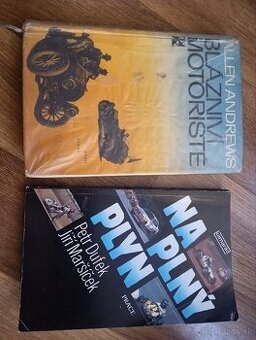 ALLEN ANDREWS
BLÁZNIVÍ
MOTORISTÉ
NA PLNÝ
PLYN
Petr Dufek
Jiří Maršíček
PRÁCE